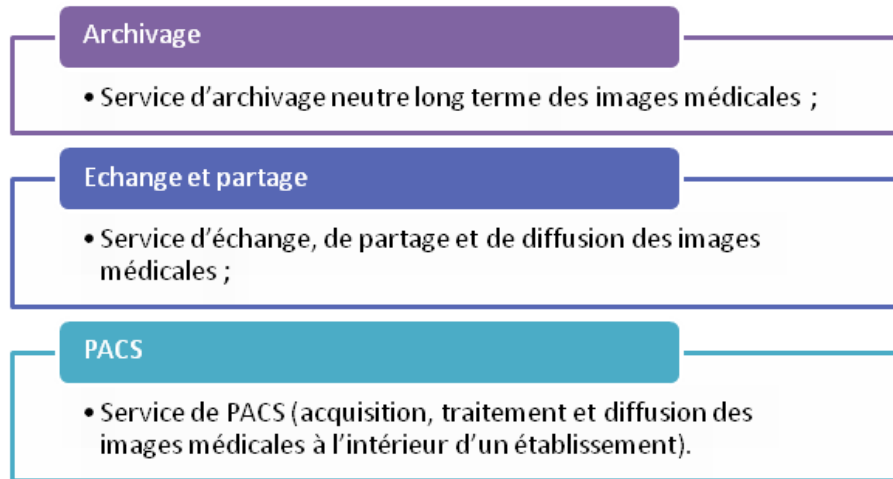 Archivage
• Service d'archivage neutre long terme des images médicales ;
Echange et partage
• Service d'échange, de partage et de diffusion des images
médicales ;
PACS
• Service de PACS (acquisition, traitement et diffusion des
images médicales à l'intérieur d'un établissement).